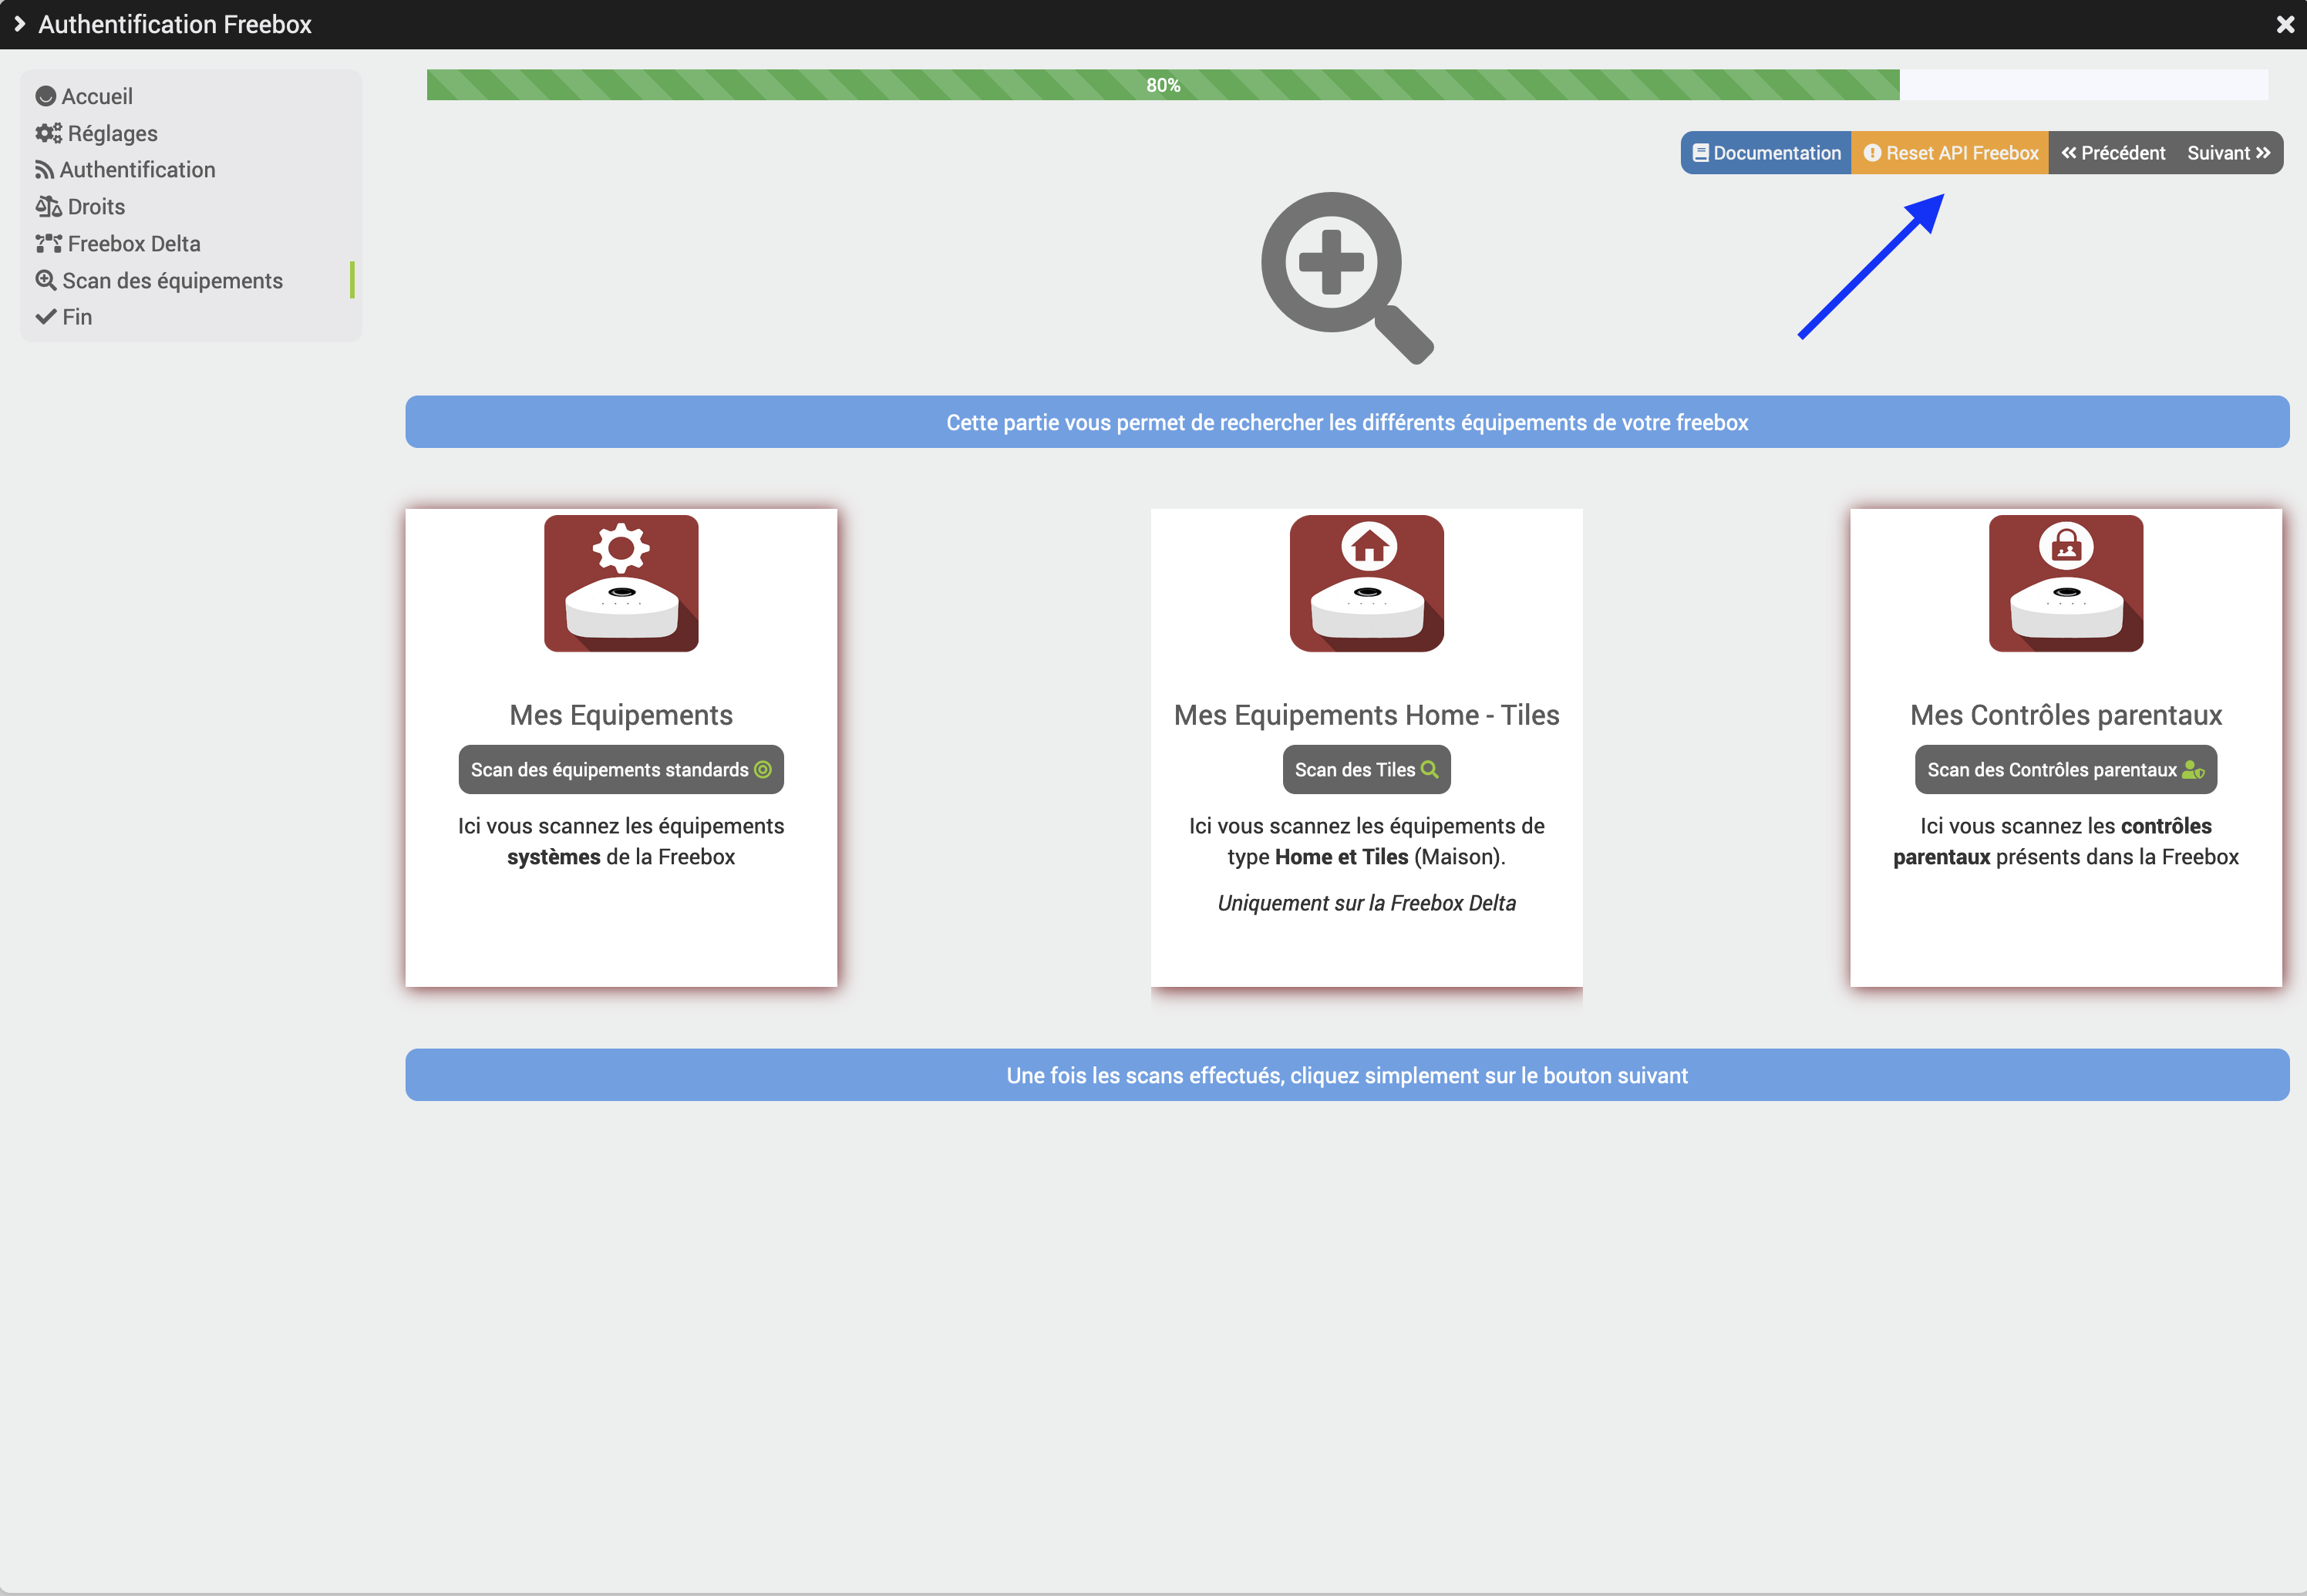 Authentification Freebox
Accueil
Réglages
Authentification
Droits
Freebox Delta
Scan des équipements
Fin
80%
Documentation
Reset API Freebox
Précédent
Suivant
Cette partie vous permet de rechercher les différents équipements de votre freebox
Mes Equipements
Scan des équipements standards
Ici vous scannez les équipements
systèmes de la Freebox
Mes Equipements Home - Tiles
Scan des Tiles
Ici vous scannez les équipements de
type Home et Tiles (Maison).
Uniquement sur la Freebox Delta
Mes Contrôles parentaux
Scan des Contrôles parentaux
Ici vous scannez les contrôles
parentaux présents dans la Freebox
Une fois les scans effectués, cliquez simplement sur le bouton suivant